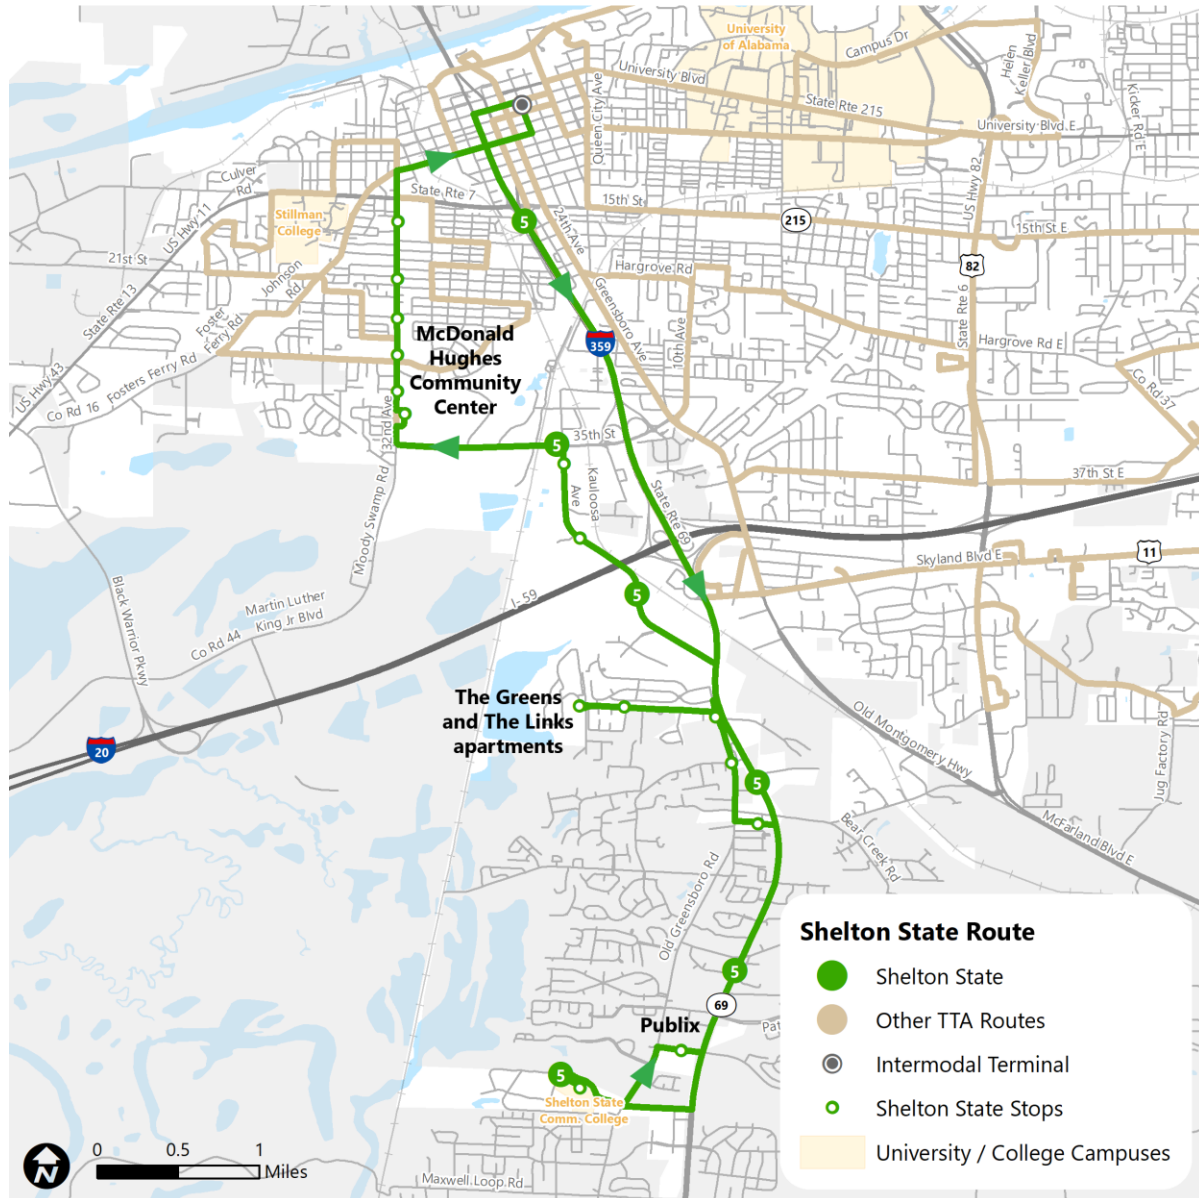 University
of Alabama
Campus Dr
Helen
Keller Blvd
University Blvd
State Rte 215
Kicker Rd E
Queen City Ave
University Blvd E
US Hwy 82
Culver
Rd
State Rte 7
15th St
Stillman
College
US Hwy 11
5
24th Ave
215
15th St E
21st St
Johnson
Rd
Hargrove Rd
82
State Rte 13
Foster
Ferry Rd
Greensboro Ave
State Rte 6
McDonald
Hughes
Community
Center
359
10th Ave
Hargrove Rd E
US Hwy 43
Fosters Ferry Rd
Co Rd 16
Co Rd 37
32nd Ave
5
35th St
Kauloosa
Ave
State Rte 69
37th St E
Moody Swamp Rd
Skyland Blvd E
11
Black Warrior Pkwy
Martin Luther
King Jr Blvd
Co Rd 44
I-59
5
The Greens
and The Links
apartments
Old Montgomery Hwy
Jug Factory Rd
20
5
Bear Creek Rd
McFarland Blvd E
Old Greensboro Rd
5
69
Publix
Pat
5
Shelton State
Comm. College
Maxwell Loop Rd
N
0 0.5 1
Miles
Shelton State Route
Shelton State
Other TTA Routes
Intermodal Terminal
Shelton State Stops
University / College Campuses